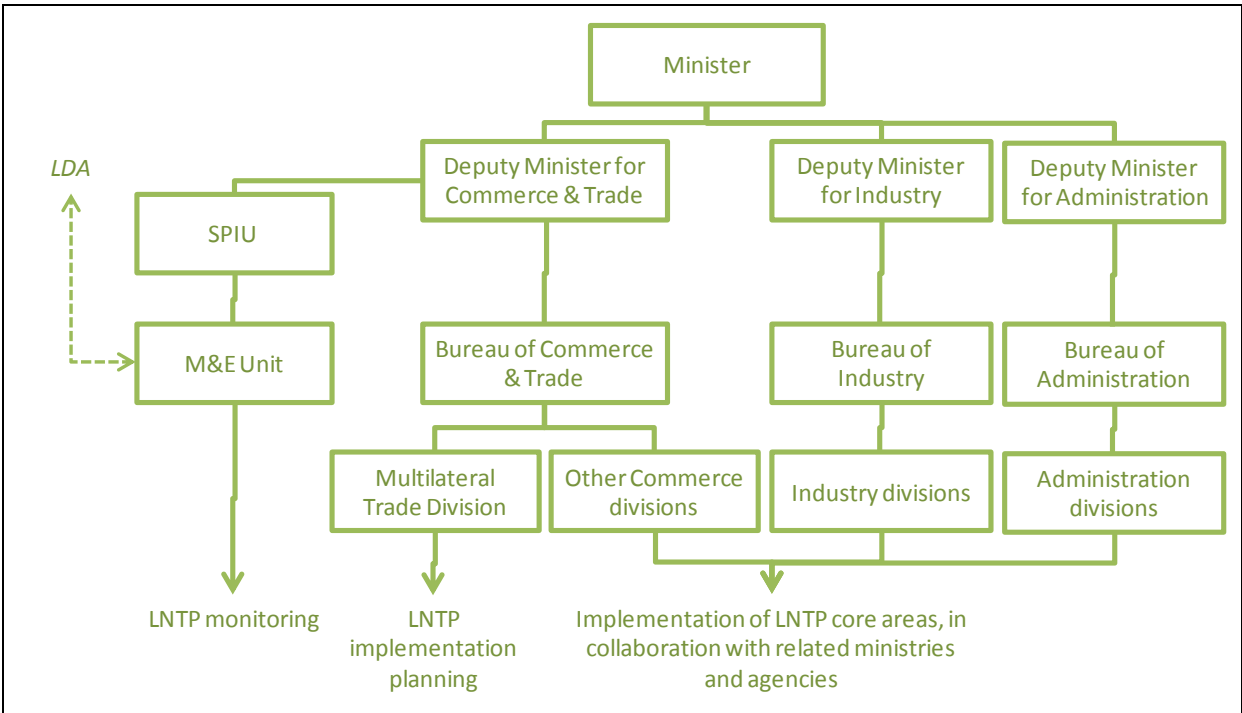 Minister
LDA
Deputy Minister for
Commerce & Trade
Deputy Minister
for Industry
Deputy Minister
for Administration
SPIU
M&E Unit
Bureau of Commerce
& Trade
Bureau of
Industry
Bureau of
Administration
Multilateral
Trade Division
Other Commerce
divisions
Industry divisions
Administration
divisions
LNTP monitoring
LNTP
implementation
planning
Implementation of LNTP core areas, in
collaboration with related ministries
and agencies